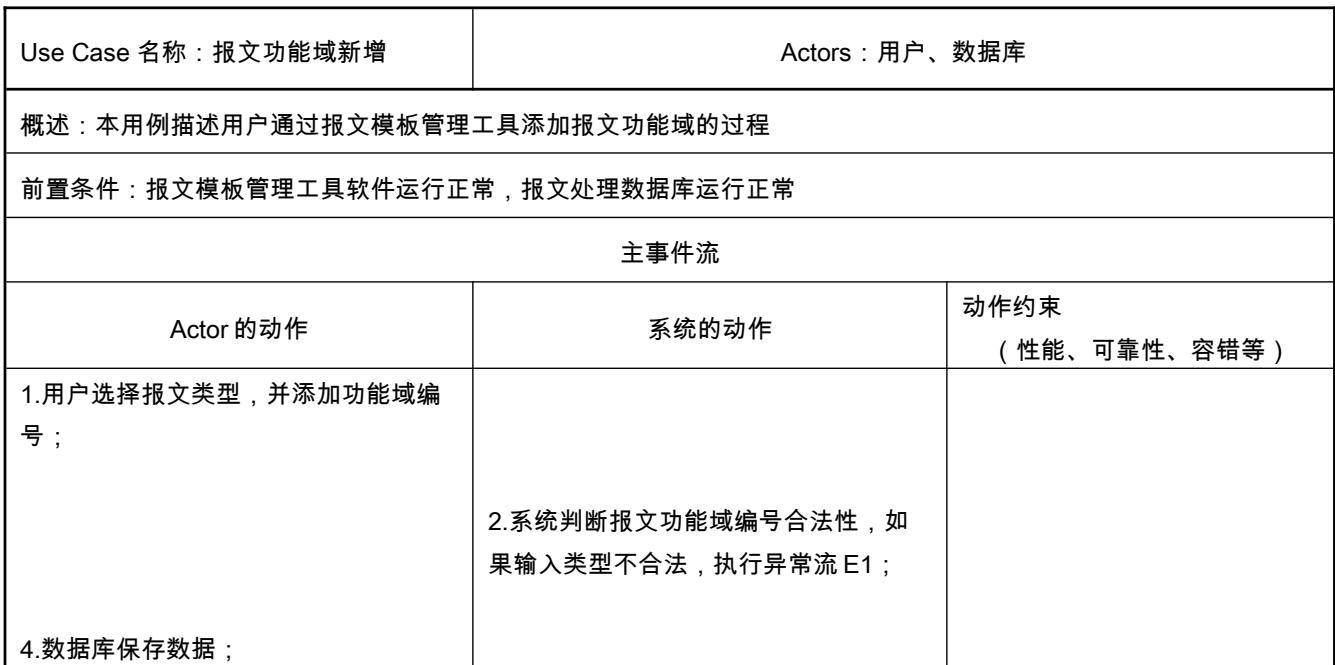 Use Case 名称：报文功能域新增
Actors：用户、数据库
概述：本用例描述用户通过报文模板管理工具添加报文功能域的过程
前置条件：报文模板管理工具软件运行正常，报文处理数据库运行正常
主事件流
Actor 的动作
系统的动作
动作约束
（性能、可靠性、容错等）
1.用户选择报文类型，并添加功能域编
号；
2.系统判断报文功能域编号合法性，如
果输入类型不合法，执行异常流 E1；
4.数据库保存数据；